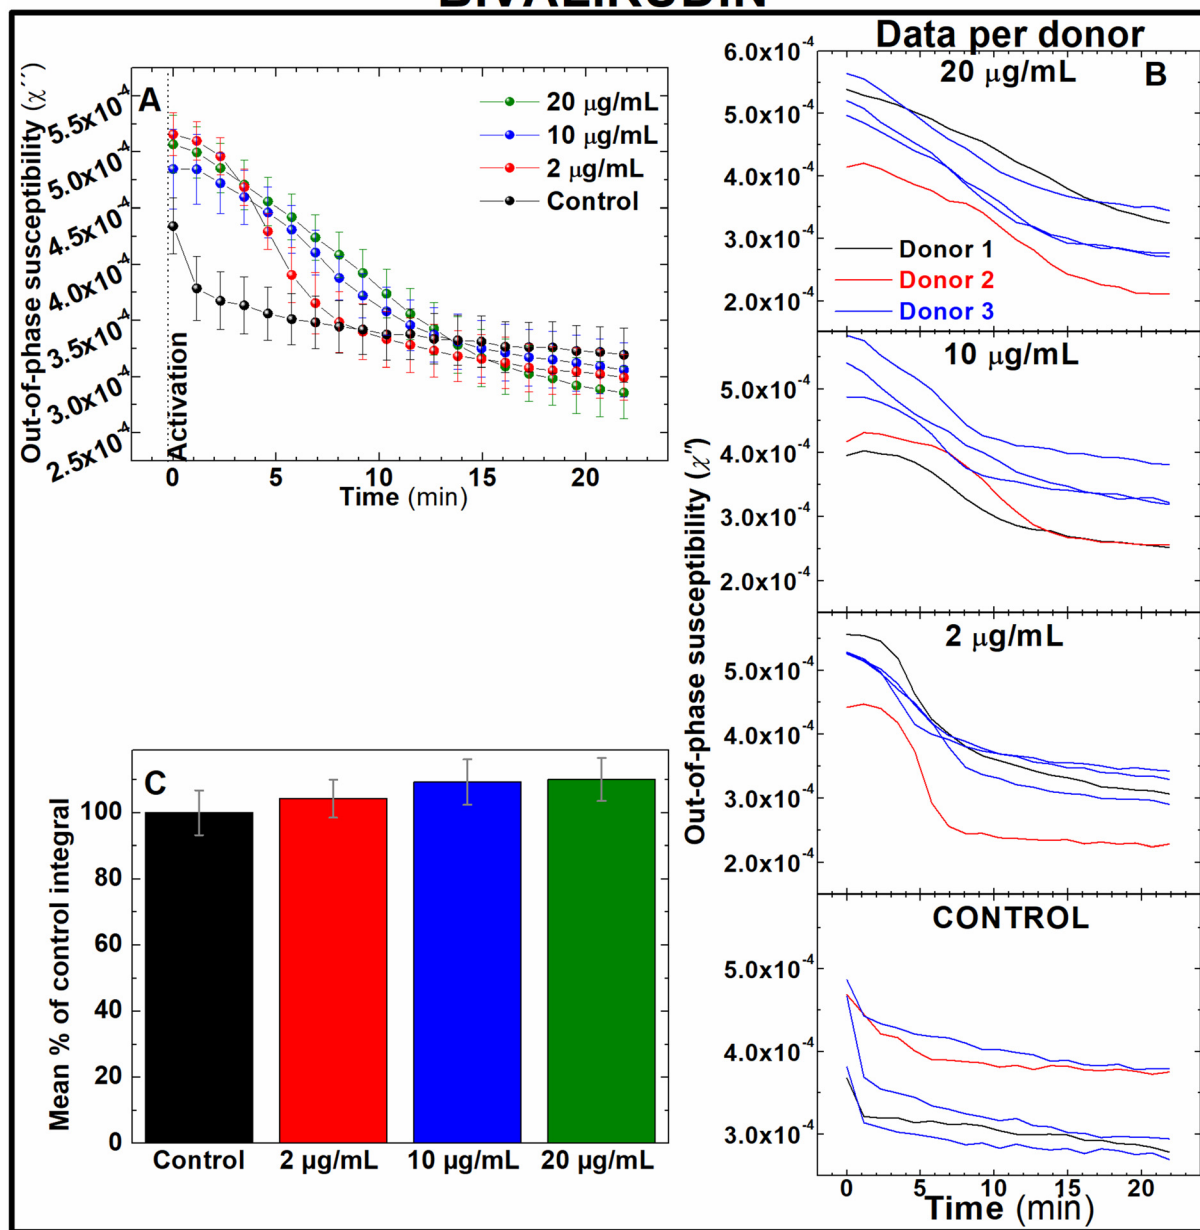 BIVALIRUDIN
A
Out-of-phase susceptibility (χ´´)
5.5x10⁻⁴
5.0x10⁻⁴
4.5x10⁻⁴
4.0x10⁻⁴
3.5x10⁻⁴
3.0x10⁻⁴
2.5x10⁻⁴
20 μg/mL
10 μg/mL
2 μg/mL
Control
Activation
0 5 10 15 20
Time (min)
C
Mean % of control integral
100
80
60
40
20
0
Control 2 μg/mL 10 μg/mL 20 μg/mL
Data per donor
B
Out-of-phase susceptibility (χ")
20 μg/mL
6.0x10⁻⁴
5.0x10⁻⁴
4.0x10⁻⁴
3.0x10⁻⁴
2.0x10⁻⁴
Donor 1
Donor 2
Donor 3
10 μg/mL
5.0x10⁻⁴
4.0x10⁻⁴
3.0x10⁻⁴
2.0x10⁻⁴
2 μg/mL
5.0x10⁻⁴
4.0x10⁻⁴
3.0x10⁻⁴
2.0x10⁻⁴
CONTROL
5.0x10⁻⁴
4.0x10⁻⁴
3.0x10⁻⁴
0 5 10 15 20
Time (min)